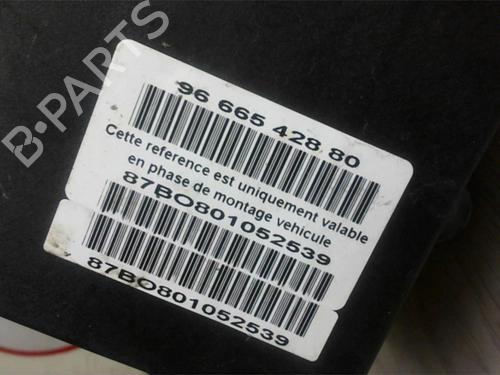 96 665 428 80
Cette reference est uniquement valable
en phase de montage vehicule
87BO801052539
87BO801052539
B-PARTS